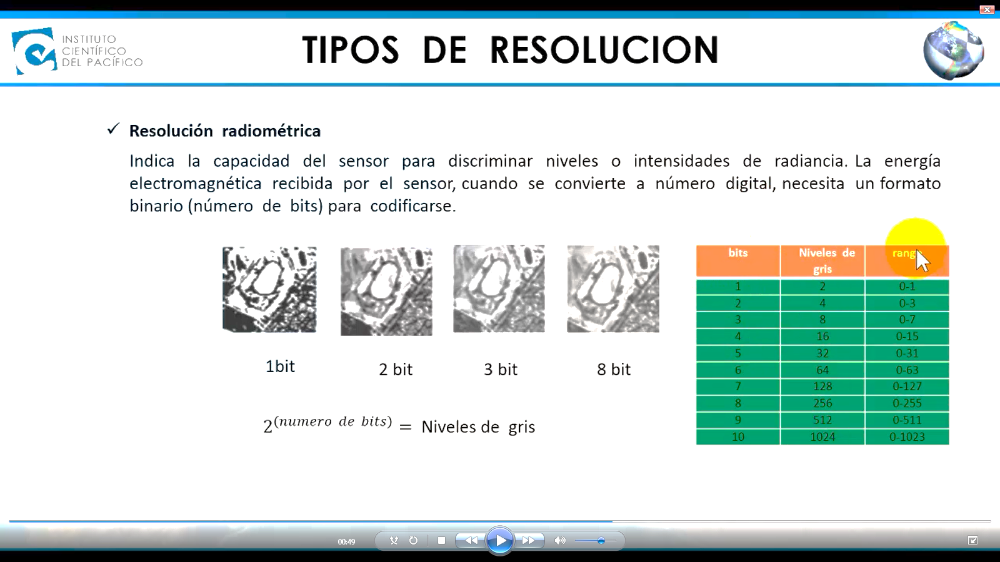 INSTITUTO
CIENTÍFICO
DEL PACÍFICO
TIPOS DE RESOLUCION
✓ Resolución radiométrica
Indica la capacidad del sensor para discriminar niveles o intensidades de radiancia. La energía
electromagnética recibida por el sensor, cuando se convierte a número digital, necesita un formato
binario (número de bits) para codificarse.
1bit
2 bit
3 bit
8 bit
2^(numero de bits) = Niveles de gris
bits Niveles de gris rang
1 2 0-1
2 4 0-3
3 8 0-7
4 16 0-15
5 32 0-31
6 64 0-63
7 128 0-127
8 256 0-255
9 512 0-511
10 1024 0-1023
00:49